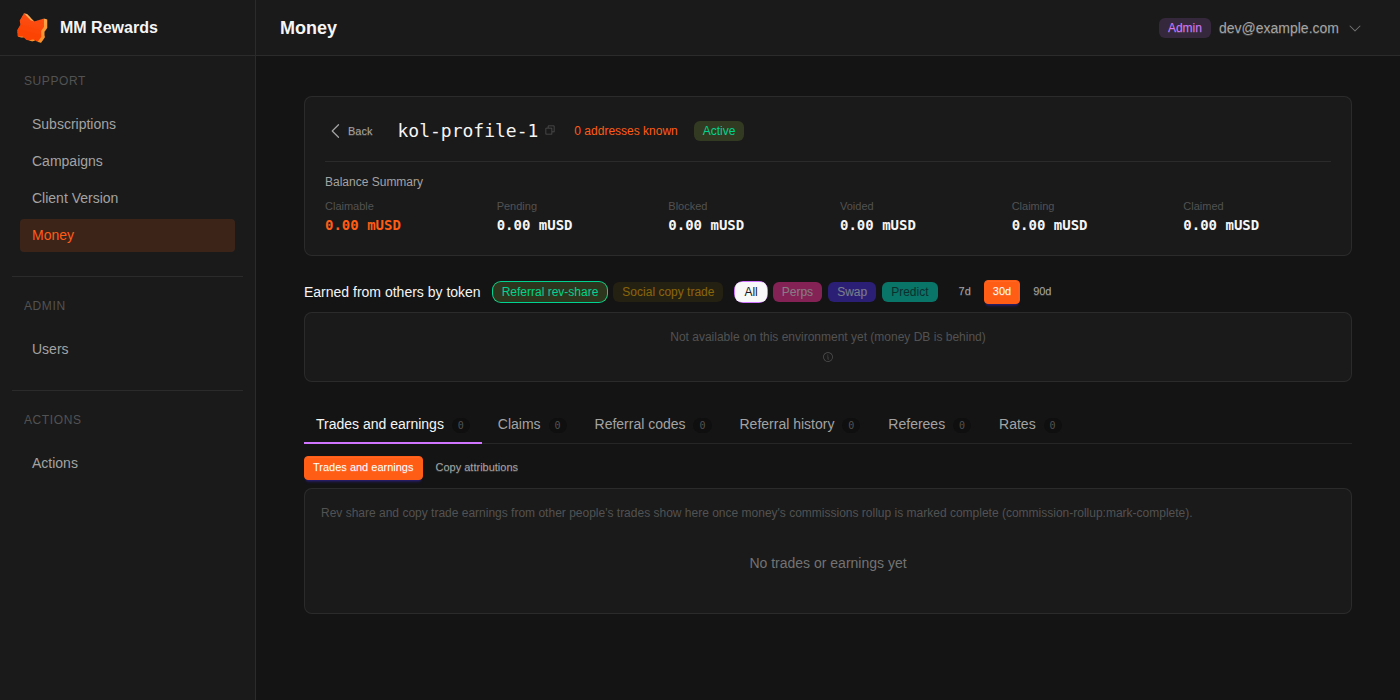 MM Rewards
Money
Admin dev@example.com
SUPPORT
Subscriptions
Campaigns
Client Version
Money
ADMIN
Users
ACTIONS
Actions
Back kol-profile-1 0 addresses known Active
Balance Summary
Claimable Pending Blocked Voided Claiming Claimed
0.00 mUSD 0.00 mUSD 0.00 mUSD 0.00 mUSD 0.00 mUSD 0.00 mUSD
Earned from others by token Referral rev-share Social copy trade All Perps Swap Predict 7d 30d 90d
Not available on this environment yet (money DB is behind)
Trades and earnings 0 Claims 0 Referral codes 0 Referral history 0 Referees 0 Rates 0
Trades and earnings Copy attributions
Rev share and copy trade earnings from other people's trades show here once money's commissions rollup is marked complete (commission-rollup:mark-complete).
No trades or earnings yet